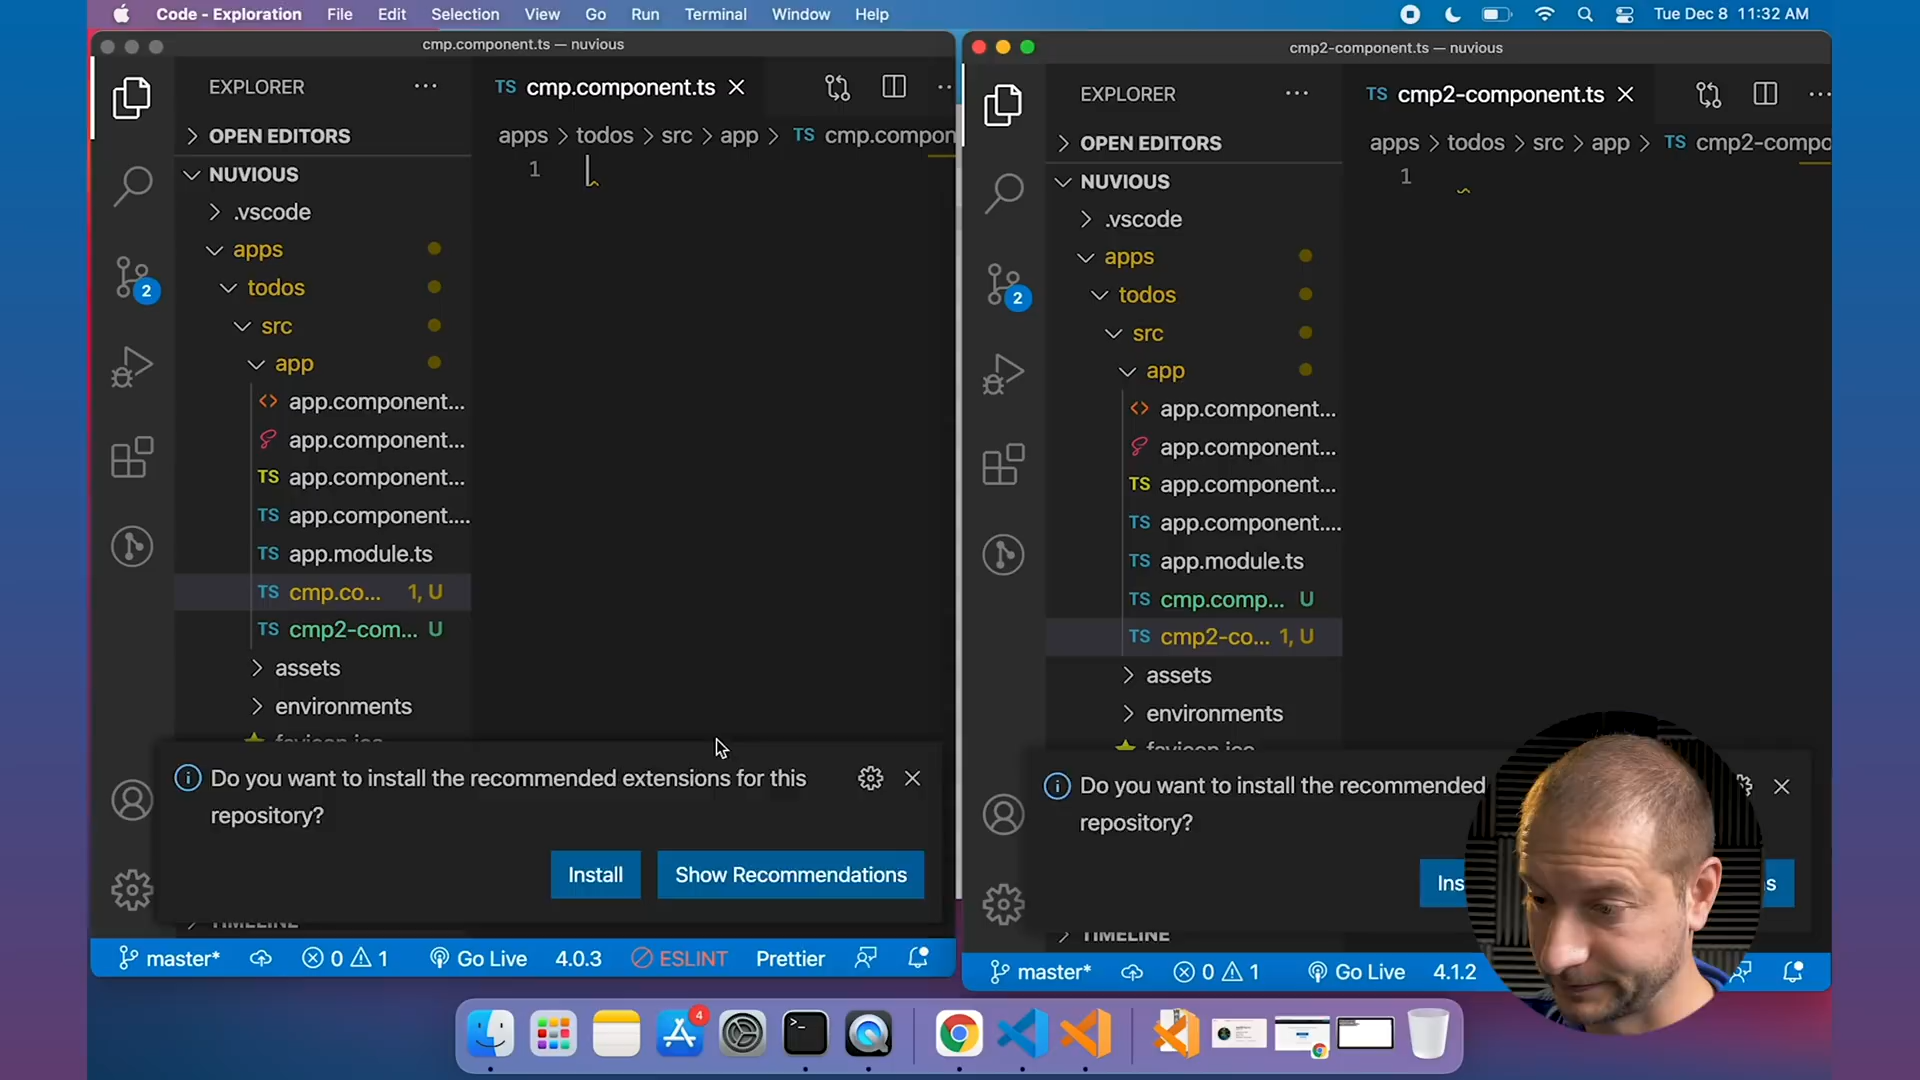 Code - Exploration File Edit Selection View Go Run Terminal Window Help Tue Dec 8 11:32 AM
cmp.component.ts — nuvious
EXPLORER
TS cmp.component.ts
OPEN EDITORS
apps > todos > src > app > TS cmp.compon
NUVIOUS
1
.vscode
apps
todos
src
app
app.component...
app.component...
TS app.component...
TS app.component....
TS app.module.ts
TS cmp.co... 1, U
TS cmp2-com... U
assets
environments
favicon.ico
Do you want to install the recommended extensions for this
repository?
Install Show Recommendations
TIMELINE
master* 0 1 Go Live 4.0.3 ESLINT Prettier
cmp2-component.ts — nuvious
EXPLORER
TS cmp2-component.ts
OPEN EDITORS
apps > todos > src > app > TS cmp2-compo
NUVIOUS
1
.vscode
apps
todos
src
app
app.component...
app.component...
TS app.component...
TS app.component....
TS app.module.ts
TS cmp.comp... U
TS cmp2-co... 1, U
assets
environments
favicon.ico
Do you want to install the recommended
repository?
Ins s
TIMELINE
master* 0 1 Go Live 4.1.2
2
2
4